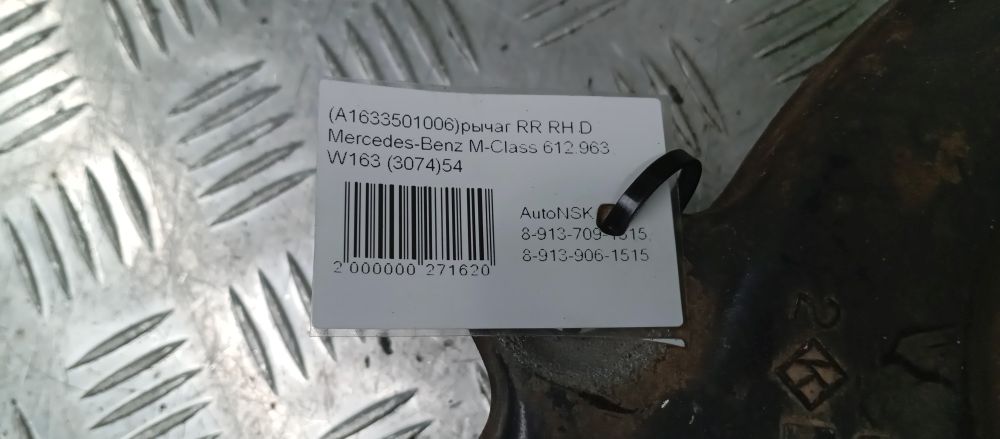 (A1633501006)рычаг RR RH D
Mercedes-Benz M-Class 612.963
W163 (3074)54
2 000000 271620
AutoNSK
8-913-709-1515,
8-913-906-1515
2